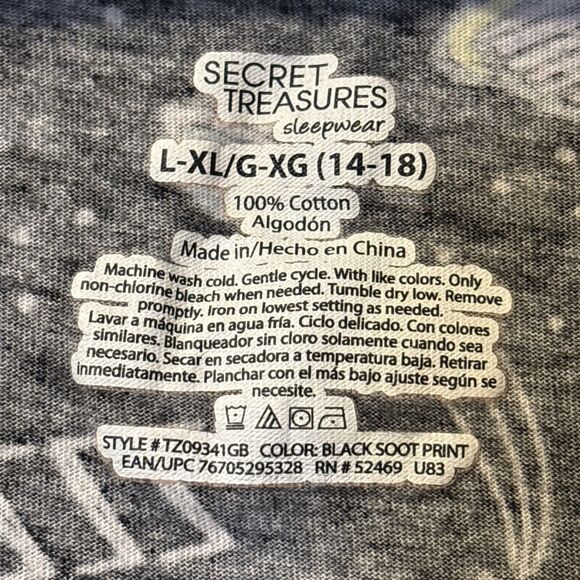 SECRET
TREASURES
sleepwear
L-XL/G-XG (14-18)
100% Cotton
Algodón
Made in/Hecho en China
Machine wash cold. Gentle cycle. With like colors. Only
non-chlorine bleach when needed. Tumble dry low. Remove
promptly. Iron on lowest setting as needed.
Lavar a máquina en agua fría. Ciclo delicado. Con colores
similares. Blanqueador sin cloro solamente cuando sea
necesario. Secar en secadora a temperatura baja. Retirar
inmediatamente. Planchar con el más bajo ajuste según se
necesite.
STYLE # TZ09341GB COLOR: BLACK SOOT PRINT
EAN/UPC 76705295328 RN # 52469 U83